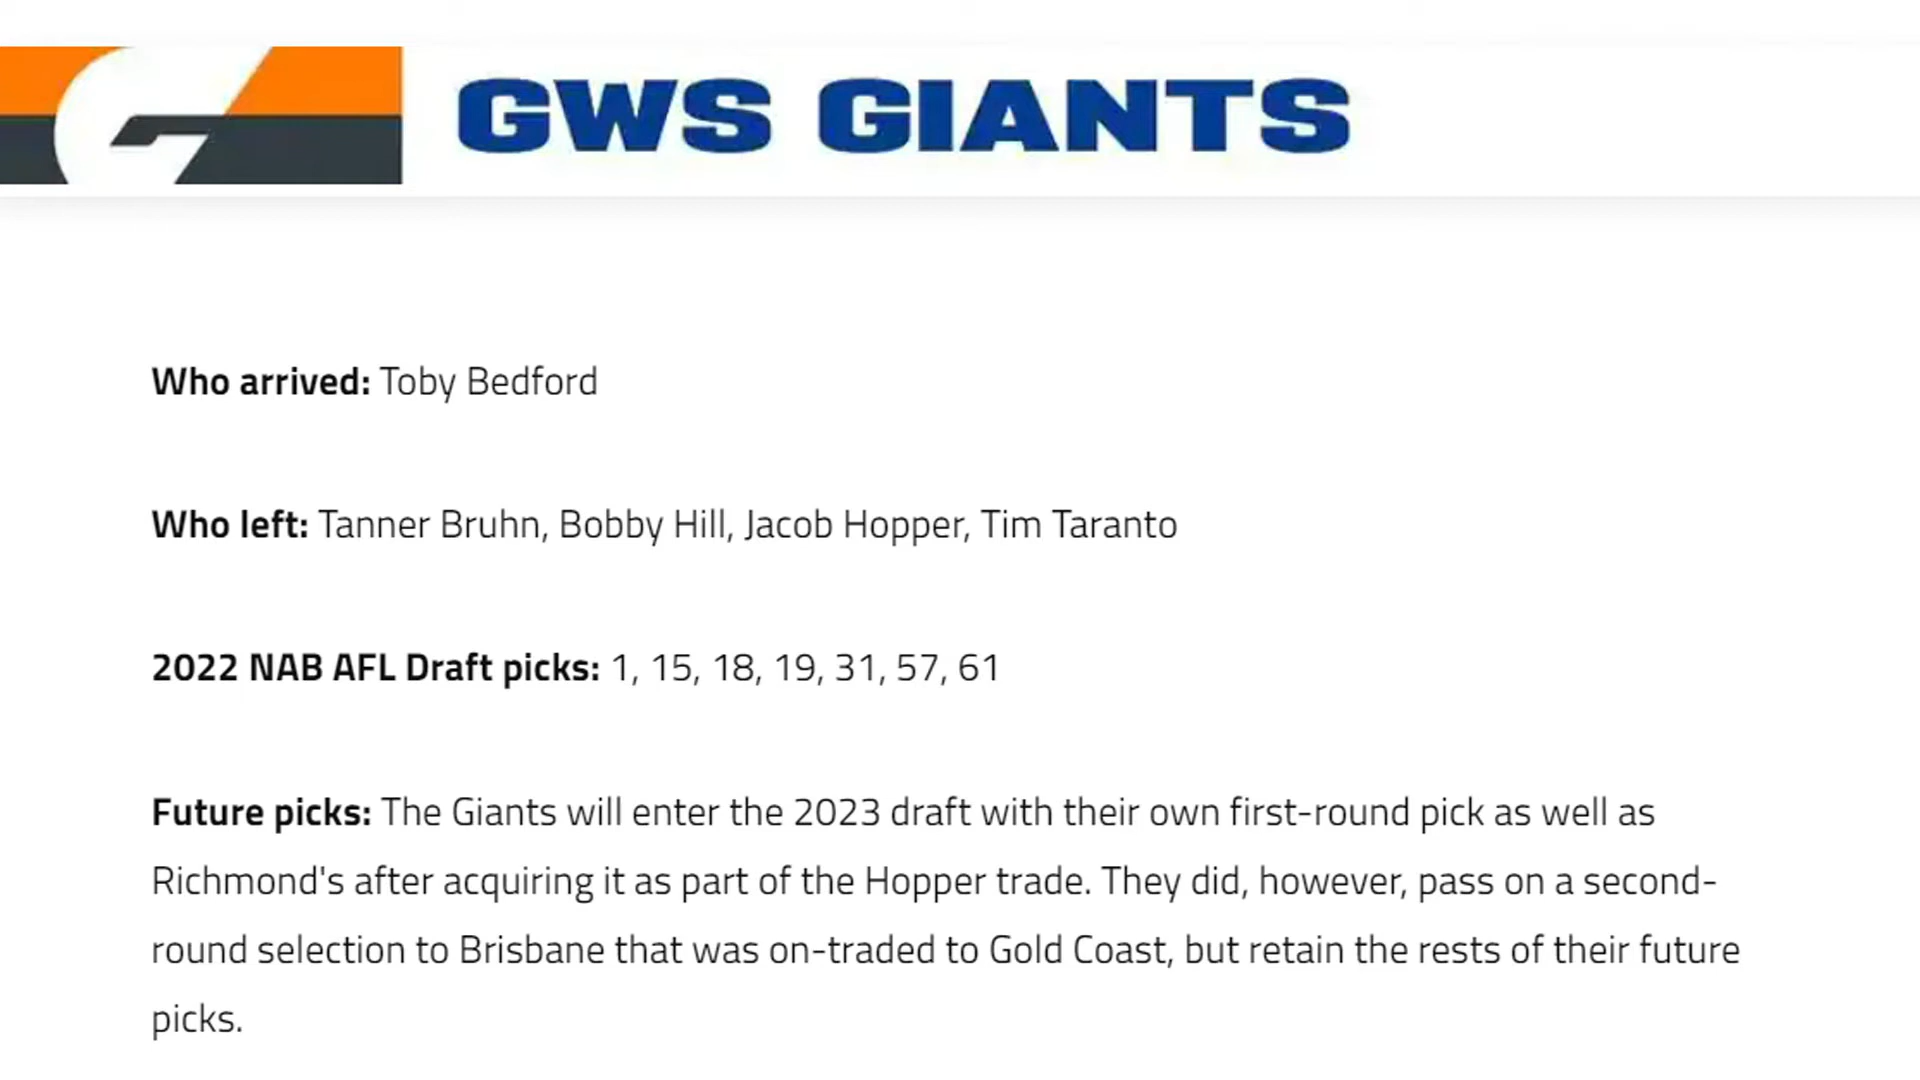 GWS GIANTS
Who arrived: Toby Bedford
Who left: Tanner Bruhn, Bobby Hill, Jacob Hopper, Tim Taranto
2022 NAB AFL Draft picks: 1, 15, 18, 19, 31, 57, 61
Future picks: The Giants will enter the 2023 draft with their own first-round pick as well as
Richmond's after acquiring it as part of the Hopper trade. They did, however, pass on a second-
round selection to Brisbane that was on-traded to Gold Coast, but retain the rests of their future
picks.